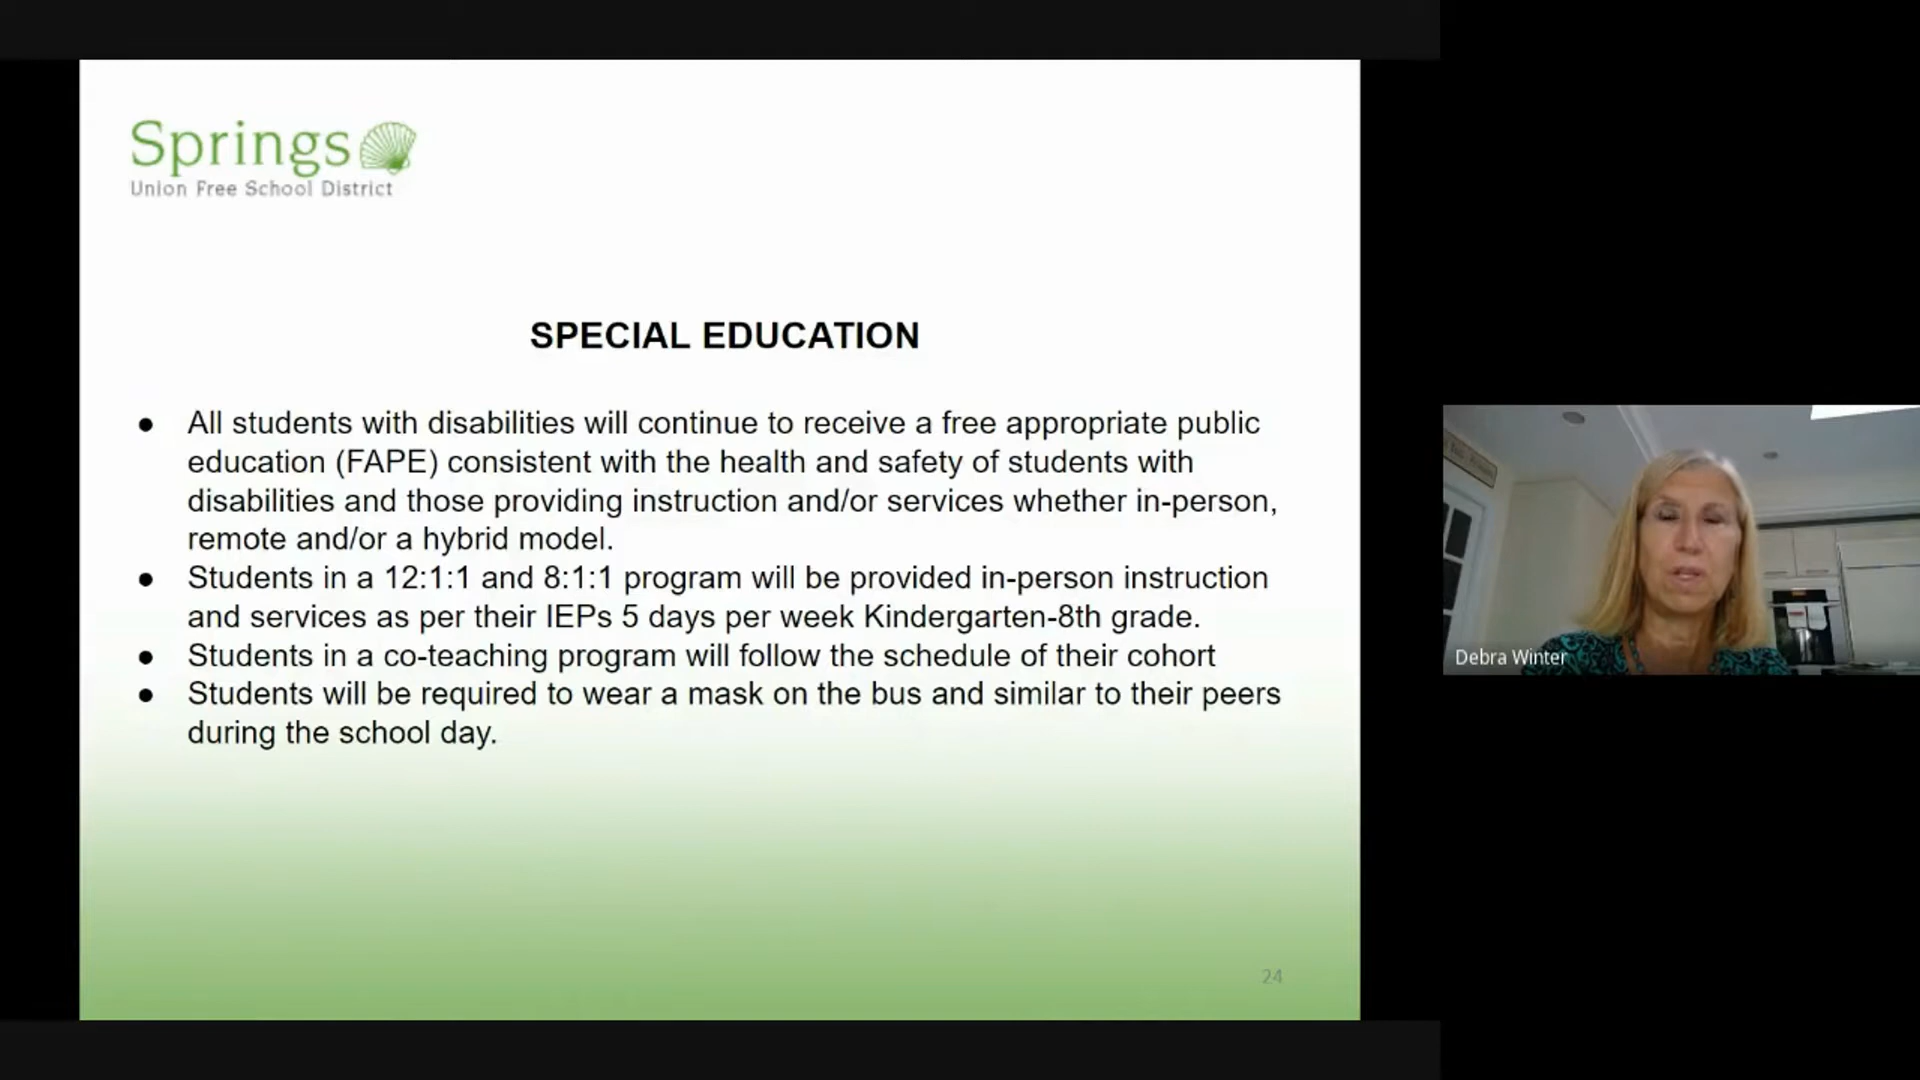 Springs
Union Free School District
SPECIAL EDUCATION
● All students with disabilities will continue to receive a free appropriate public
education (FAPE) consistent with the health and safety of students with
disabilities and those providing instruction and/or services whether in-person,
remote and/or a hybrid model.
● Students in a 12:1:1 and 8:1:1 program will be provided in-person instruction
and services as per their IEPs 5 days per week Kindergarten-8th grade.
● Students in a co-teaching program will follow the schedule of their cohort
● Students will be required to wear a mask on the bus and similar to their peers
during the school day.
24
Debra Winter